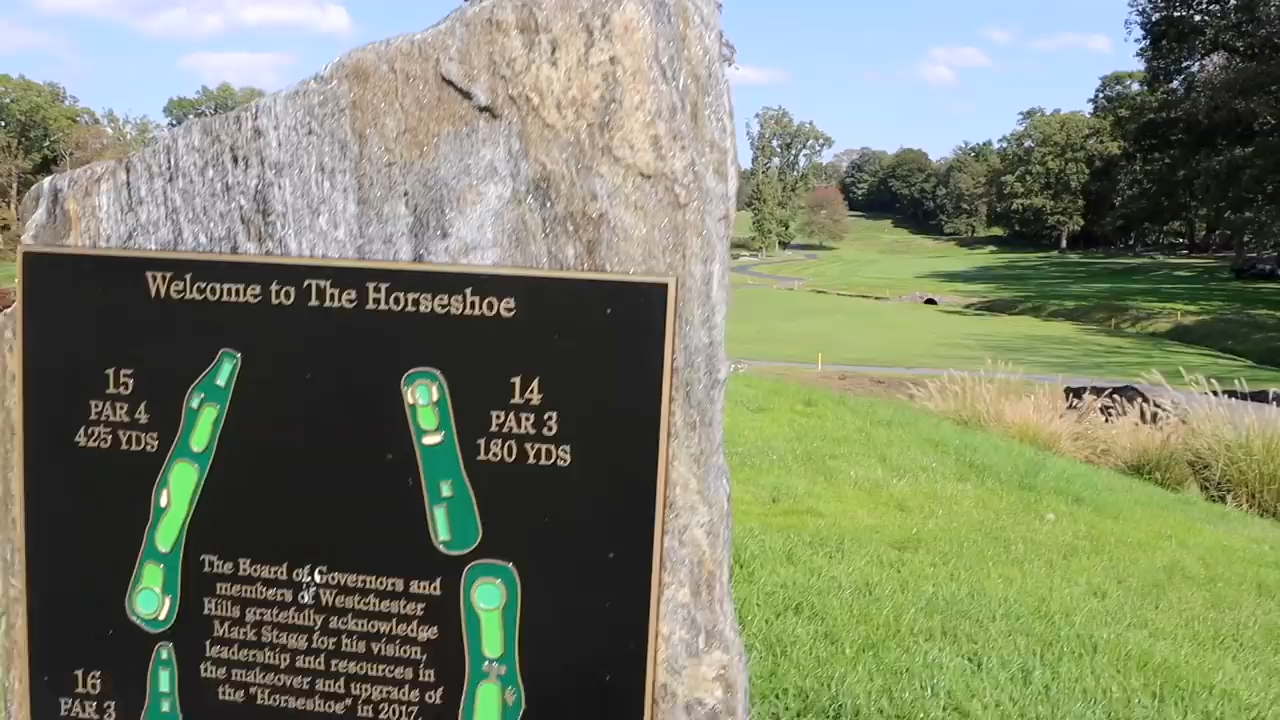 Welcome to The Horseshoe
15
PAR 4
425 YDS
14
PAR 3
180 YDS
The Board of Governors and
members of Westchester
Hills gratefully acknowledge
Mark Stagg for his vision,
leadership and resources in
the makeover and upgrade of
the "Horseshoe" in 2017.
16
PAR 3